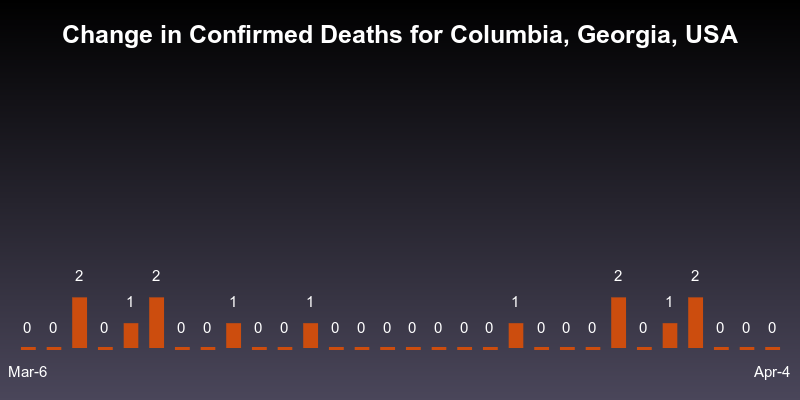 Change in Confirmed Deaths for Columbia, Georgia, USA
0 0 2 0 1 2 0 0 1 0 0 1 0 0 0 0 0 0 0 1 0 0 0 2 0 1 2 0 0 0
Mar-6 Apr-4